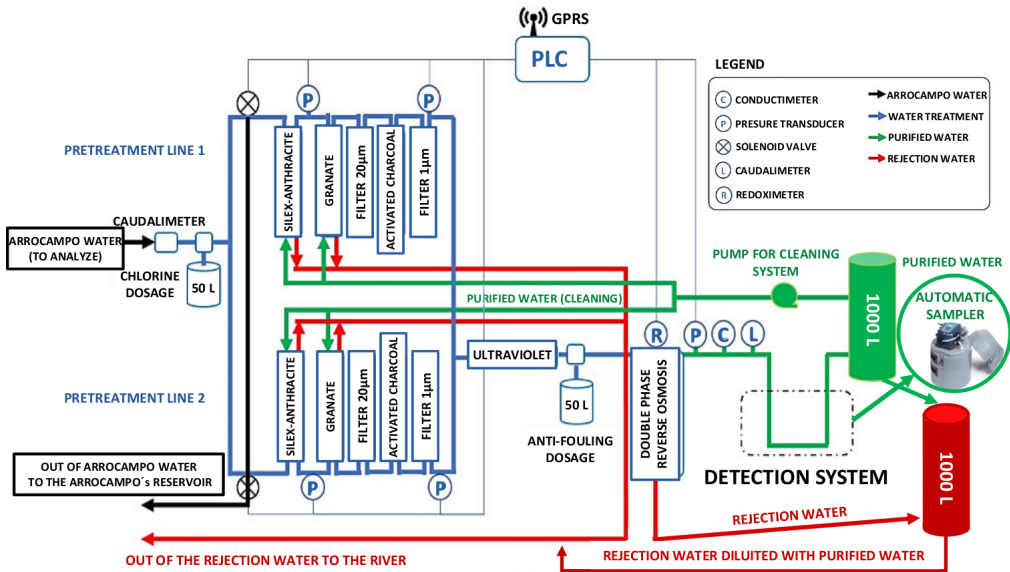 GPRS
PLC
LEGEND
C CONDUCTIMETER
P PRESURE TRANSDUCER
SOLENOID VALVE
L CAUDALIMETER
R REDOXIMETER
ARROCAMPO WATER
WATER TREATMENT
PURIFIED WATER
REJECTION WATER
P
P
PRETREATMENT LINE 1
SILEX-ANTHRACITE
GRANATE
FILTER 20µm
ACTIVATED CHARCOAL
FILTER 1µm
CAUDALIMETER
ARROCAMPO WATER
(TO ANALYZE)
50 L
CHLORINE
DOSAGE
PURIFIED WATER (CLEANING)
PUMP FOR CLEANING
SYSTEM
1000 L
PURIFIED WATER
AUTOMATIC
SAMPLER
R
P
C
L
ULTRAVIOLET
50 L
ANTI-FOULING
DOSAGE
DOUBLE PHASE
REVERSE OSMOSIS
DETECTION SYSTEM
1000 L
PRETREATMENT LINE 2
SILEX-ANTHRACITE
GRANATE
FILTER 20µm
ACTIVATED CHARCOAL
FILTER 1µm
P
P
OUT OF ARROCAMPO WATER
TO THE ARROCAMPO´s RESERVOIR
REJECTION WATER
OUT OF THE REJECTION WATER TO THE RIVER
REJECTION WATER DILUTED WITH PURIFIED WATER